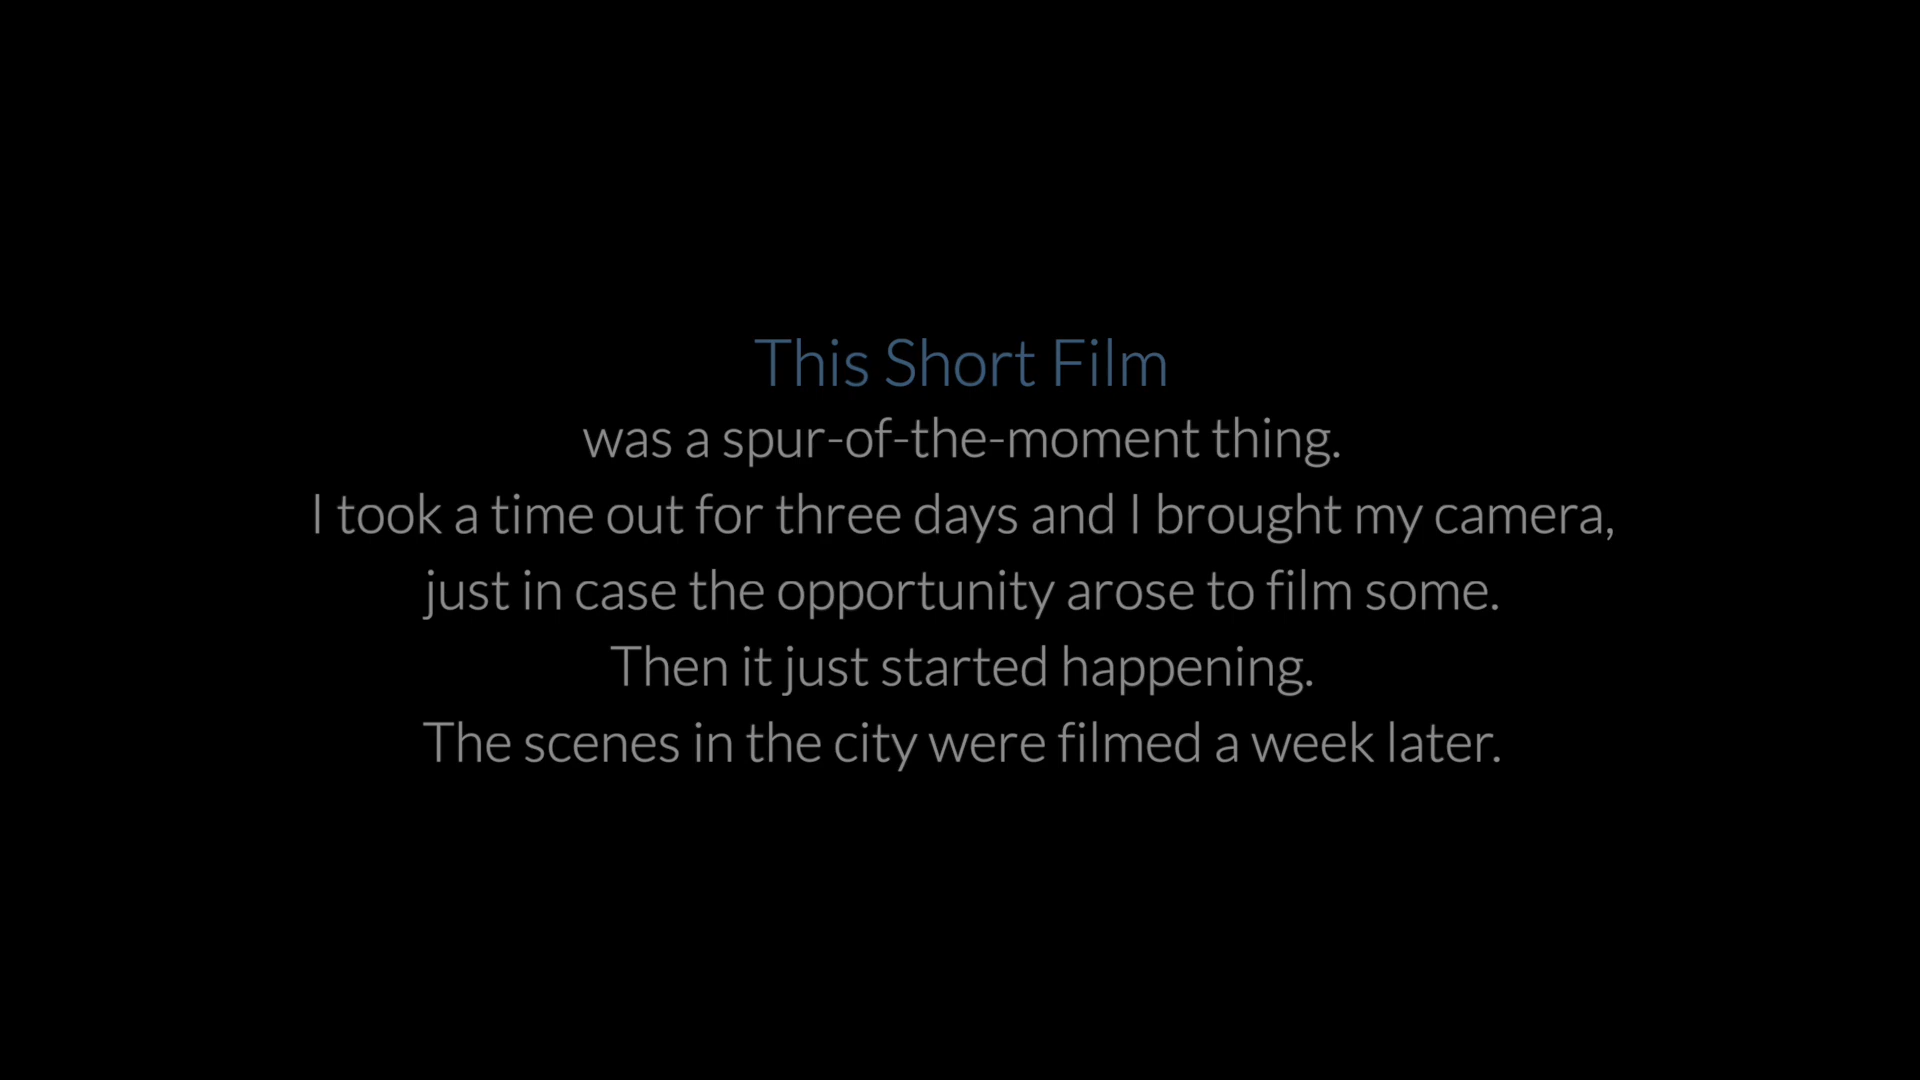 This Short Film
was a spur-of-the-moment thing.
I took a time out for three days and I brought my camera,
just in case the opportunity arose to film some.
Then it just started happening.
The scenes in the city were filmed a week later.